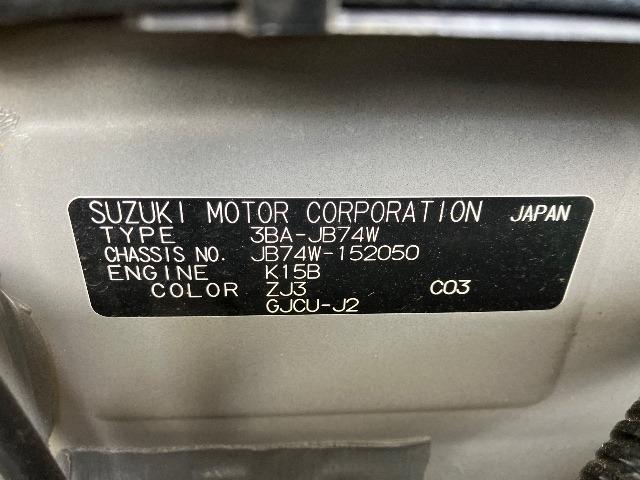 SUZUKI MOTOR CORPORATION JAPAN
TYPE 3BA-JB74W
CHASSIS NO. JB74W-152050
ENGINE K15B
COLOR ZJ3 C03
GJCU-J2